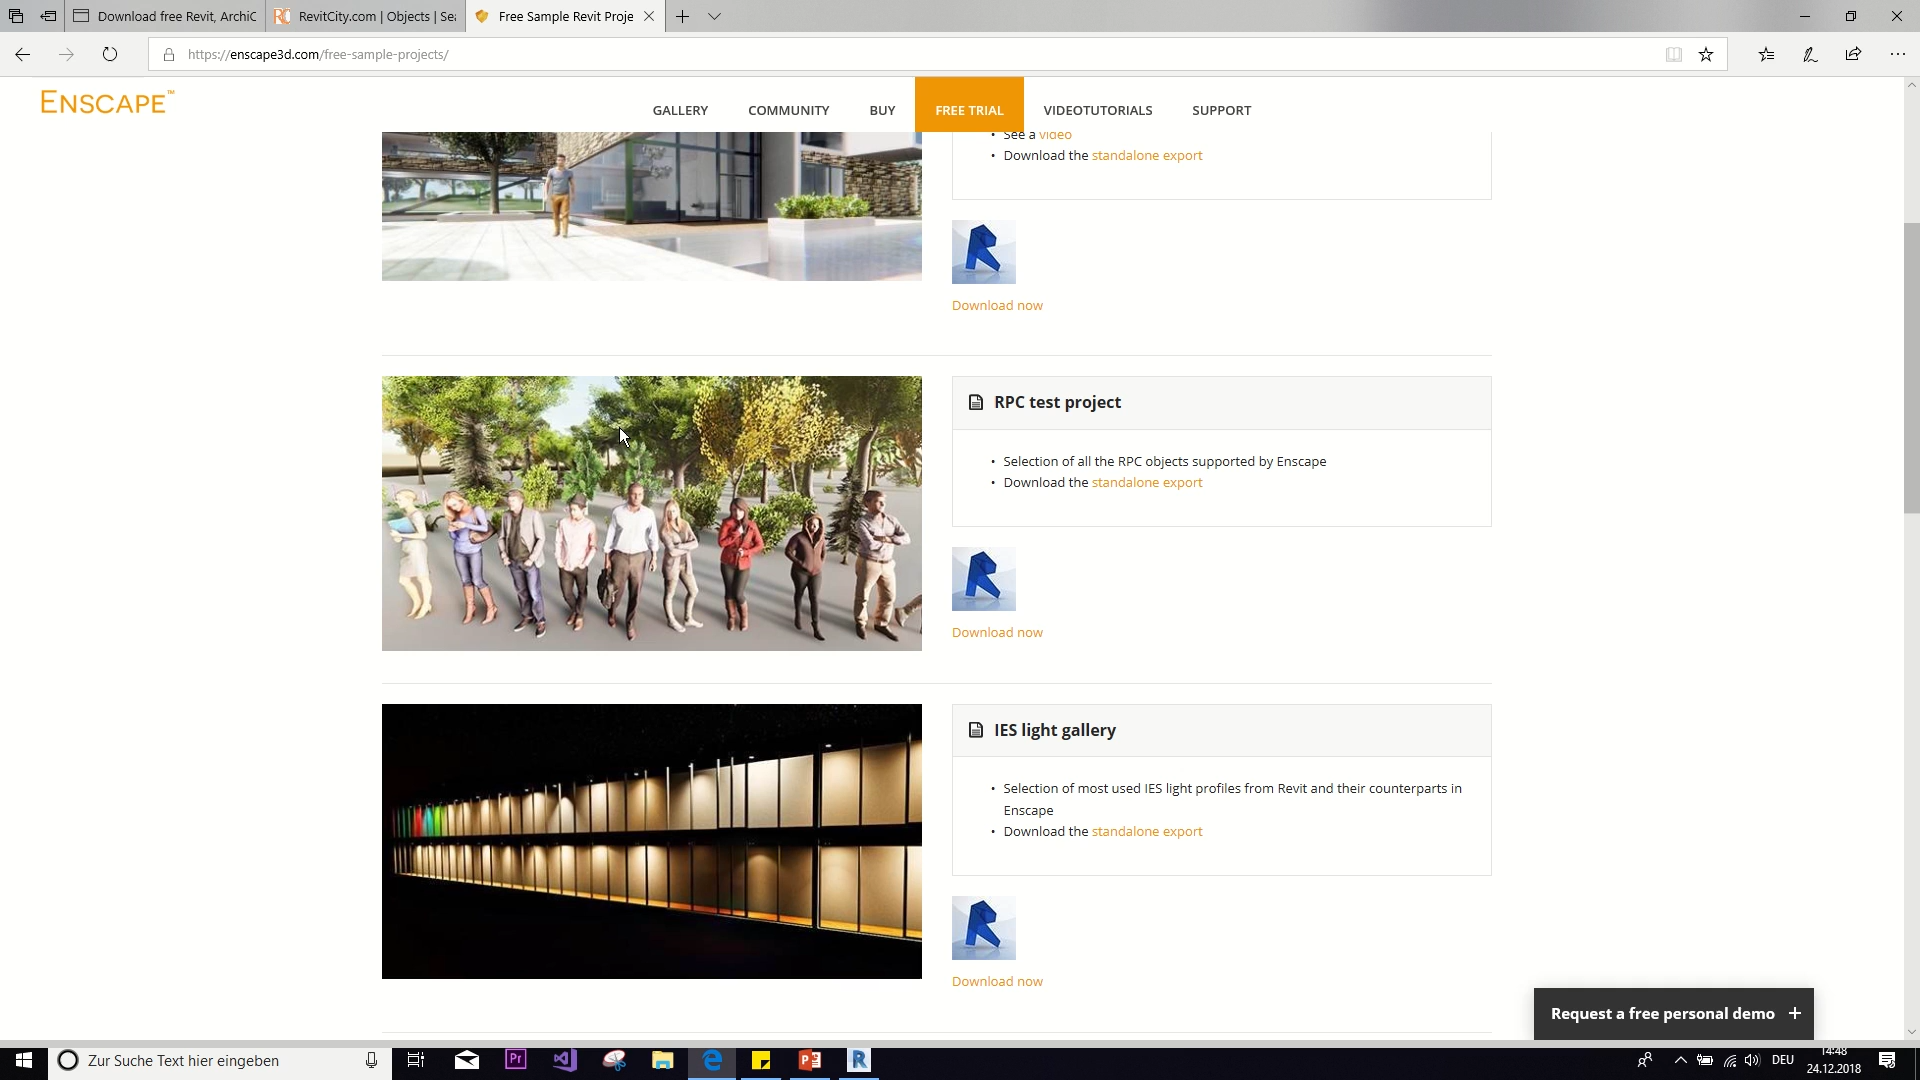 Download free Revit, ArchiC
RevitCity.com | Objects | Sea
Free Sample Revit Proje
https://enscape3d.com/free-sample-projects/
ENSCAPE™
GALLERY
COMMUNITY
BUY
FREE TRIAL
VIDEOTUTORIALS
SUPPORT
• See a video
• Download the standalone export
Download now
RPC test project
• Selection of all the RPC objects supported by Enscape
• Download the standalone export
Download now
IES light gallery
• Selection of most used IES light profiles from Revit and their counterparts in
Enscape
• Download the standalone export
Download now
Request a free personal demo +
Zur Suche Text hier eingeben
DEU
14:48
24.12.2018